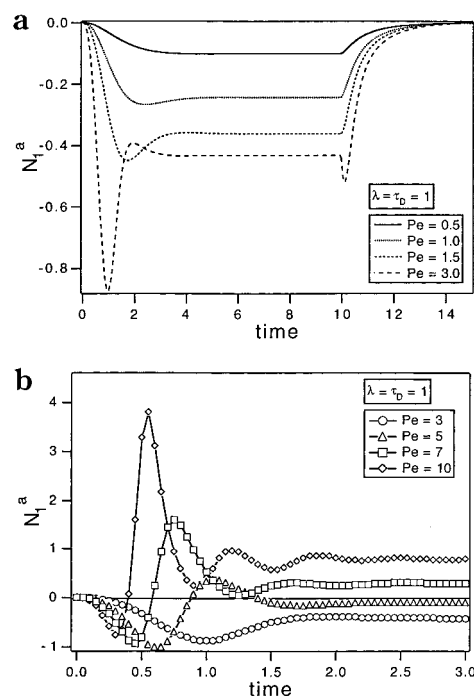 a
0.0
-0.2
-0.4
-0.6
-0.8
N₁ᵃ
λ = τ_D = 1
Pe = 0.5
Pe = 1.0
Pe = 1.5
Pe = 3.0
0 2 4 6 8 10 12 14
time
b
4
3
2
1
0
1
N₁ᵃ
λ = τ_D = 1
Pe = 3
Pe = 5
Pe = 7
Pe = 10
0.0 0.5 1.0 1.5 2.0 2.5 3.0
time